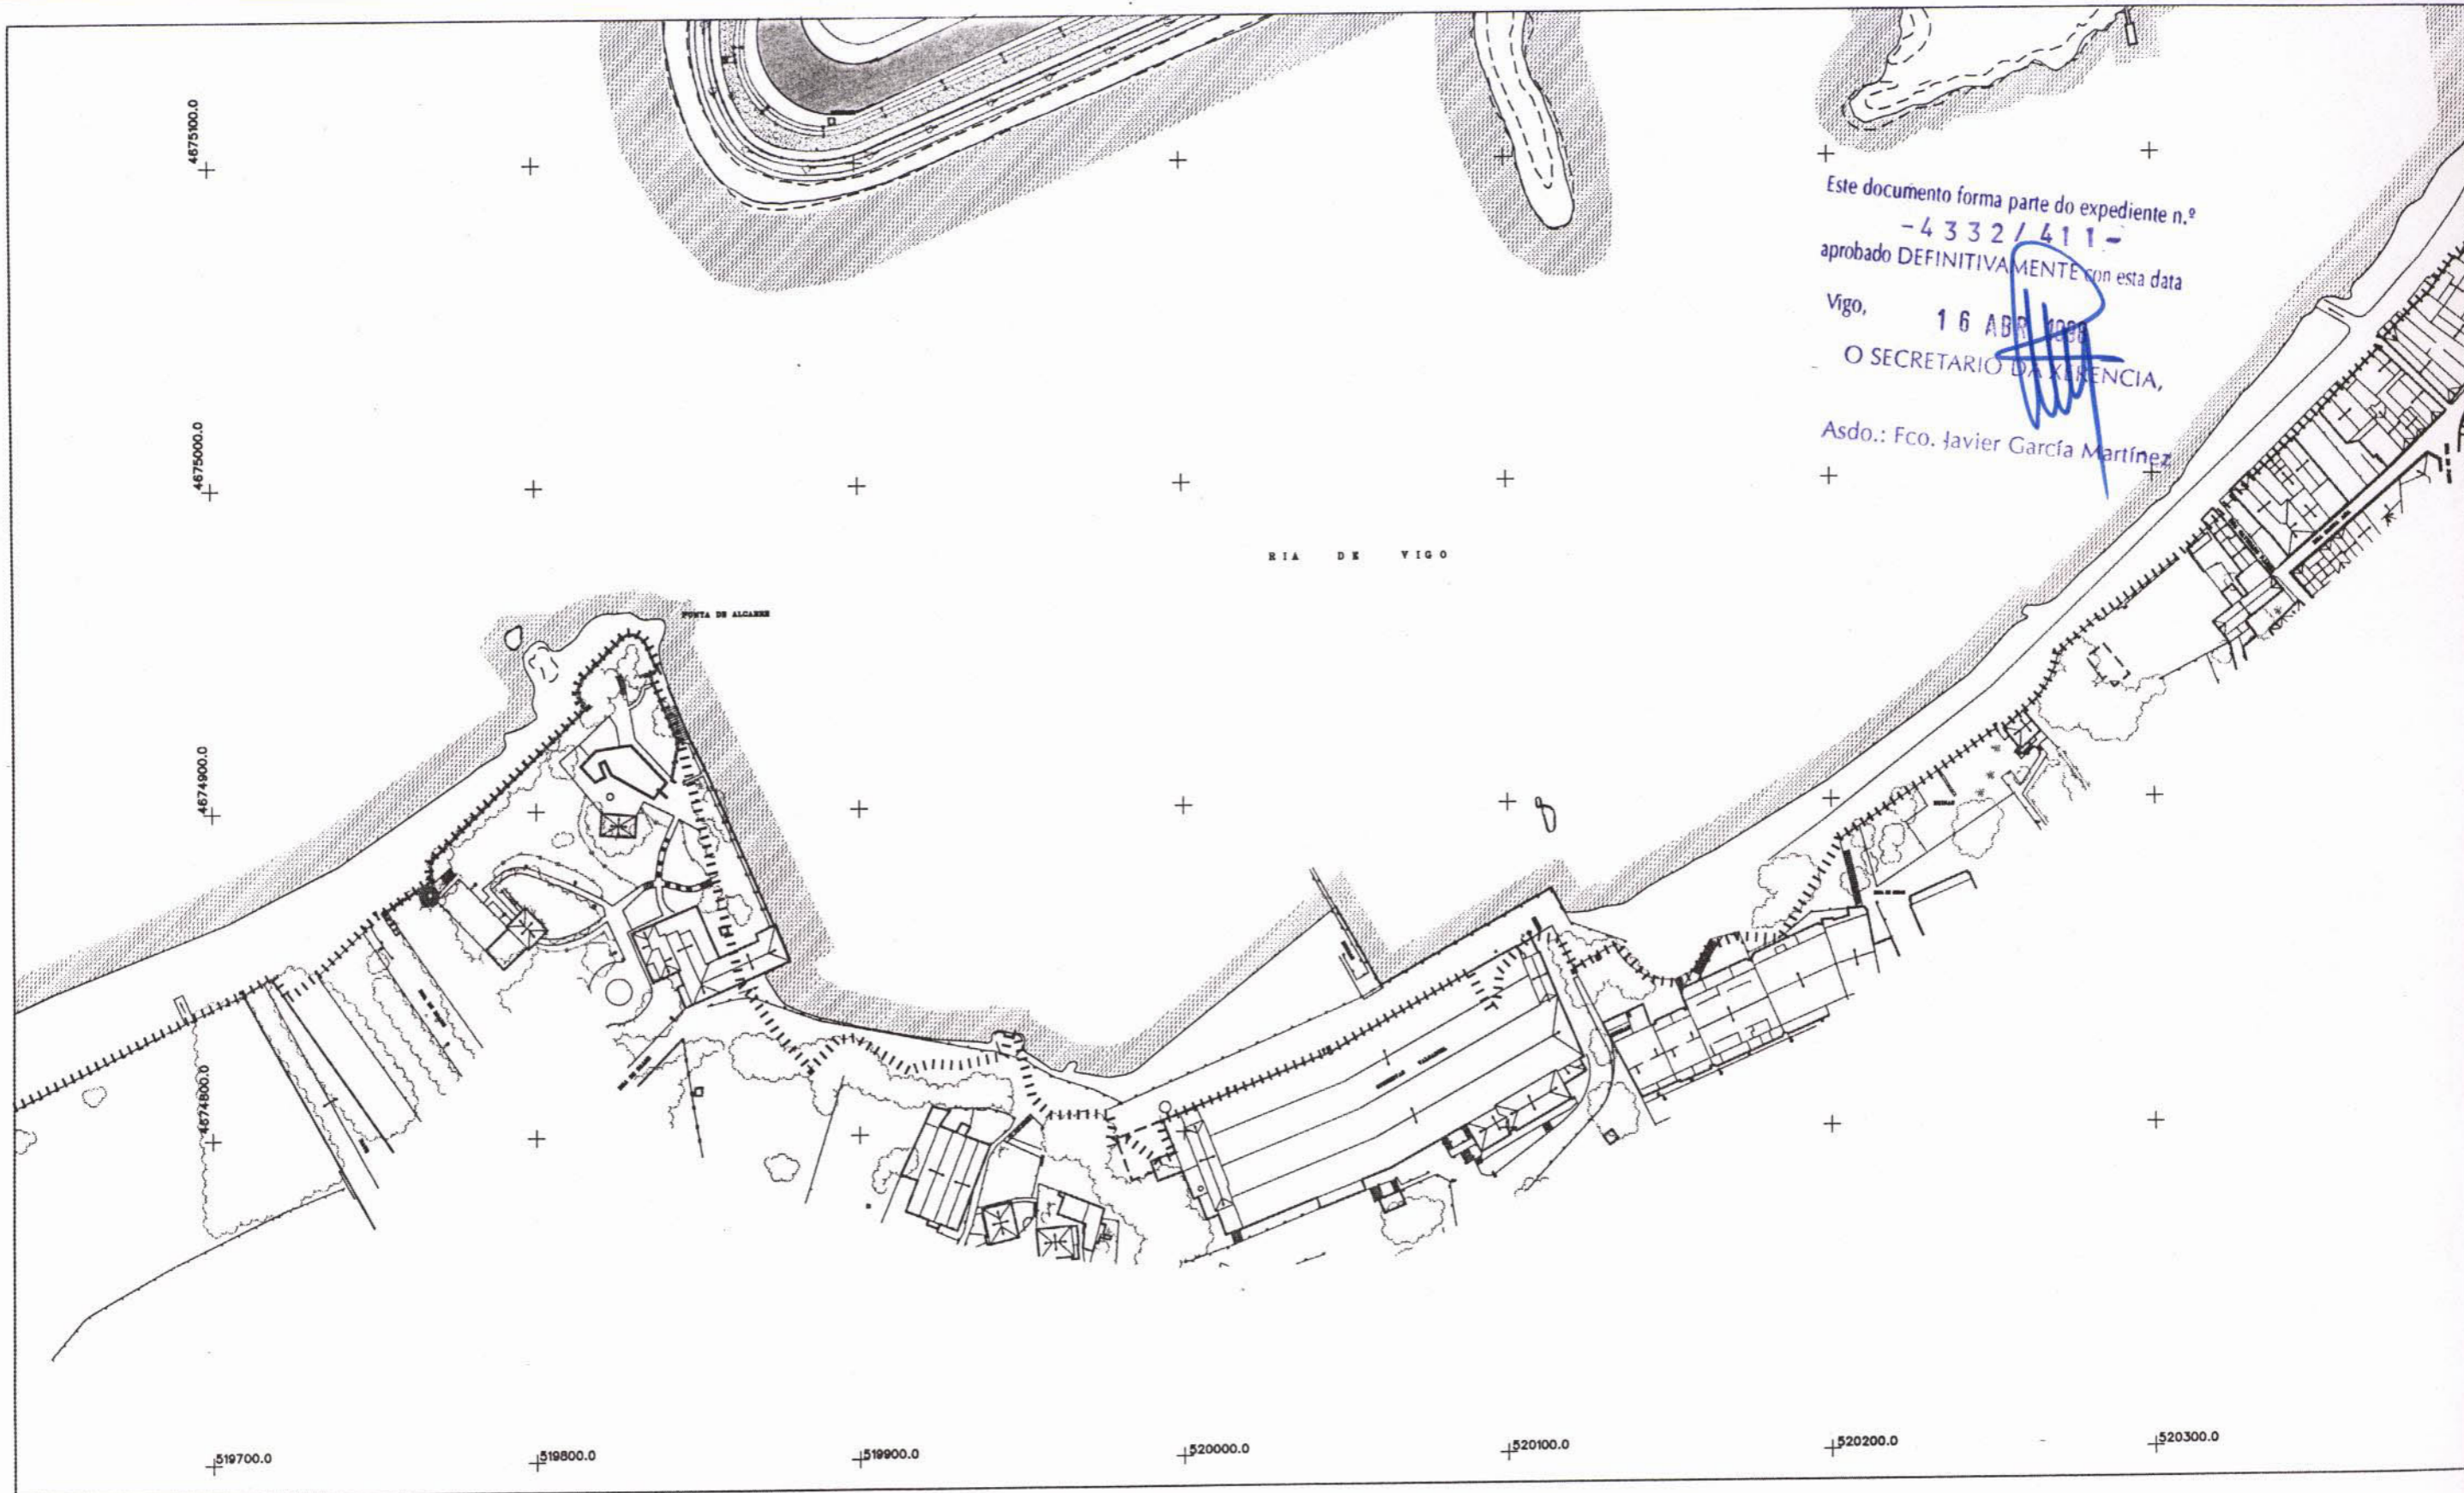 4675100.0
Este documento forma parte do expediente n.º
-4332/411-
aprobado DEFINITIVAMENTE con esta data
Vigo,
16 ABR
O SECRETARIO DA XERENCIA,
Asdo.: Fco. Javier García Martínez
4675000.0
RIA DE VIGO
PUNTA DE ALCABRE
4674900.0
4674800.0
519700.0
519800.0
519900.0
520000.0
520100.0
520200.0
520300.0